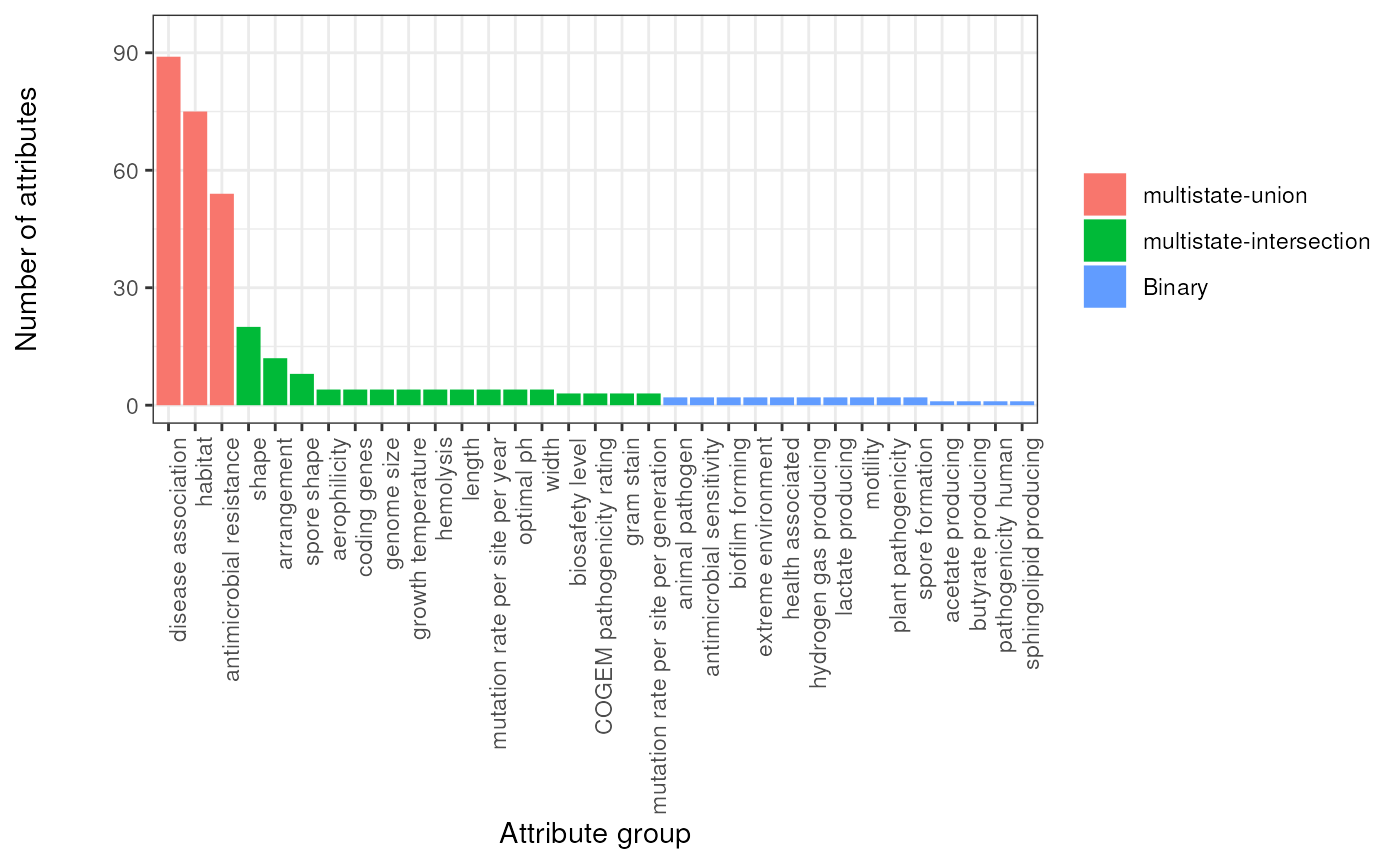 Number of attributes
90
60
30
0
disease association
habitat
antimicrobial resistance
shape
arrangement
spore shape
aerophilicity
coding genes
genome size
growth temperature
hemolysis
length
mutation rate per site per year
optimal ph
width
biosafety level
COGEM pathogenicity rating
gram stain
mutation rate per site per generation
animal pathogen
antimicrobial sensitivity
biofilm forming
extreme environment
health associated
hydrogen gas producing
lactate producing
motility
plant pathogenicity
spore formation
acetate producing
butyrate producing
pathogenicity human
sphingolipid producing
Attribute group
multistate-union
multistate-intersection
Binary